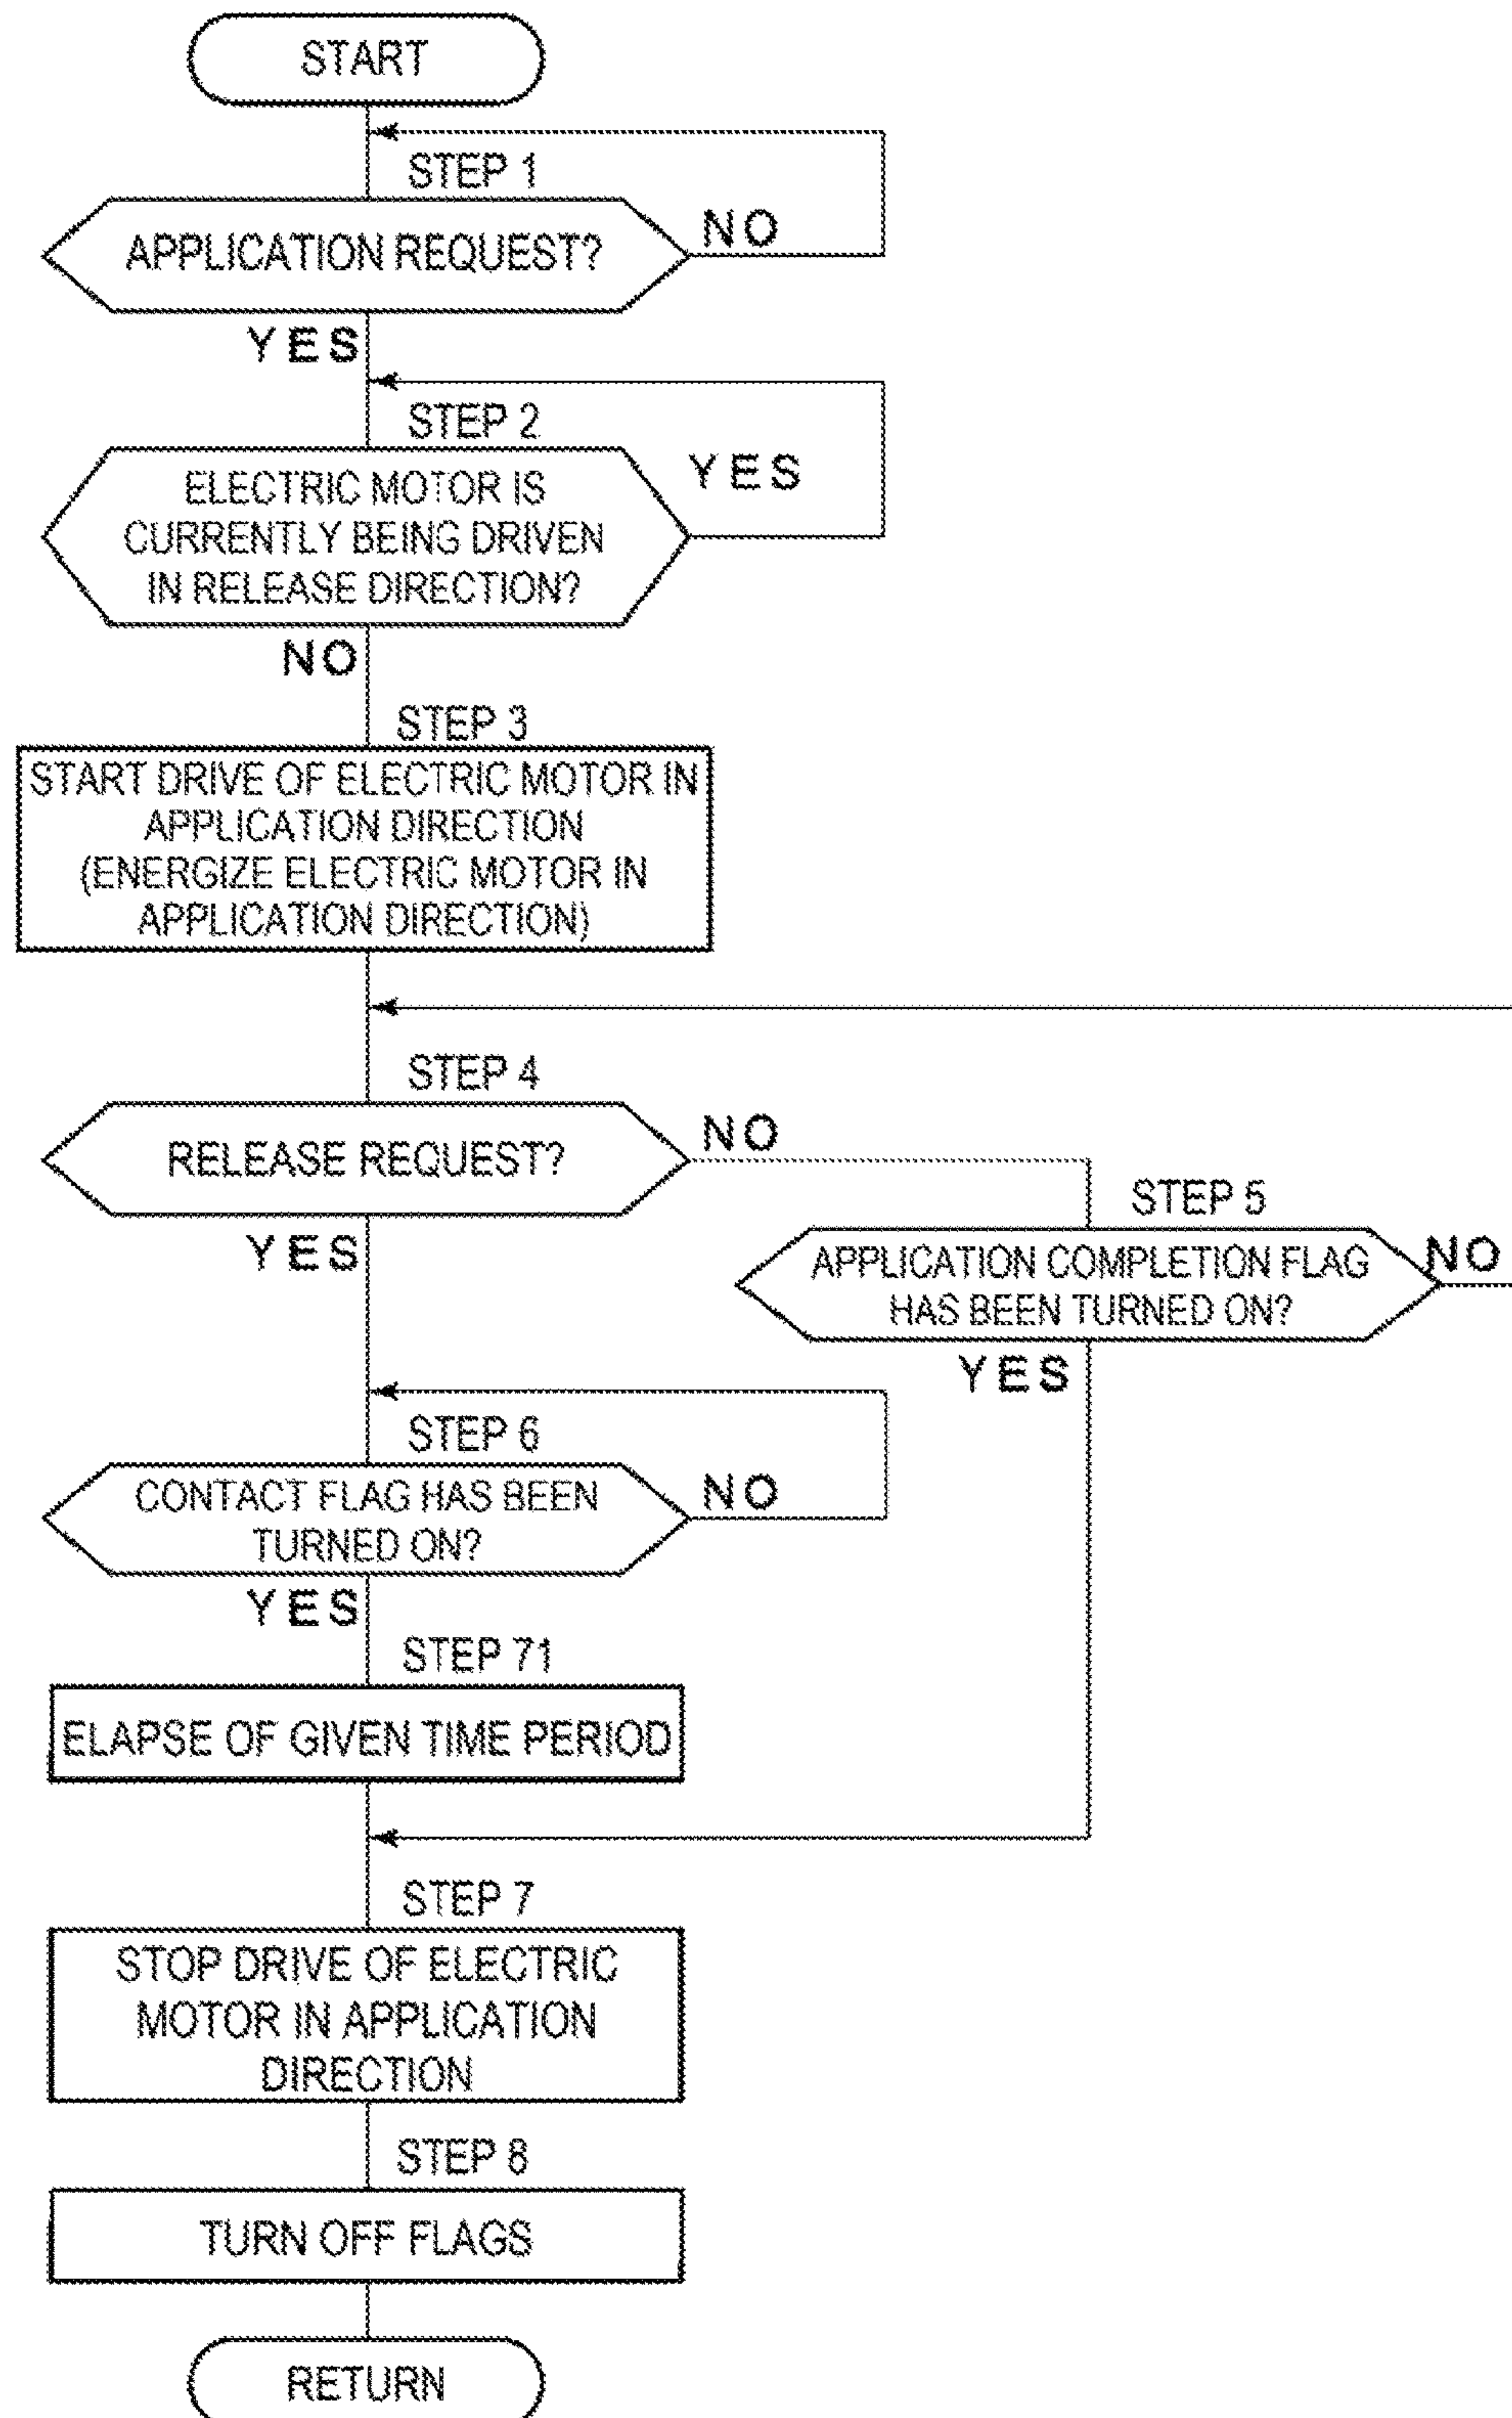 START
STEP 1
APPLICATION REQUEST?
NO
YES
STEP 2
ELECTRIC MOTOR IS
CURRENTLY BEING DRIVEN
IN RELEASE DIRECTION?
YES
NO
STEP 3
START DRIVE OF ELECTRIC MOTOR IN
APPLICATION DIRECTION
(ENERGIZE ELECTRIC MOTOR IN
APPLICATION DIRECTION)
STEP 4
RELEASE REQUEST?
NO
YES
STEP 5
APPLICATION COMPLETION FLAG
HAS BEEN TURNED ON?
NO
YES
STEP 6
CONTACT FLAG HAS BEEN
TURNED ON?
NO
YES
STEP 71
ELAPSE OF GIVEN TIME PERIOD
STEP 7
STOP DRIVE OF ELECTRIC
MOTOR IN APPLICATION
DIRECTION
STEP 8
TURN OFF FLAGS
RETURN